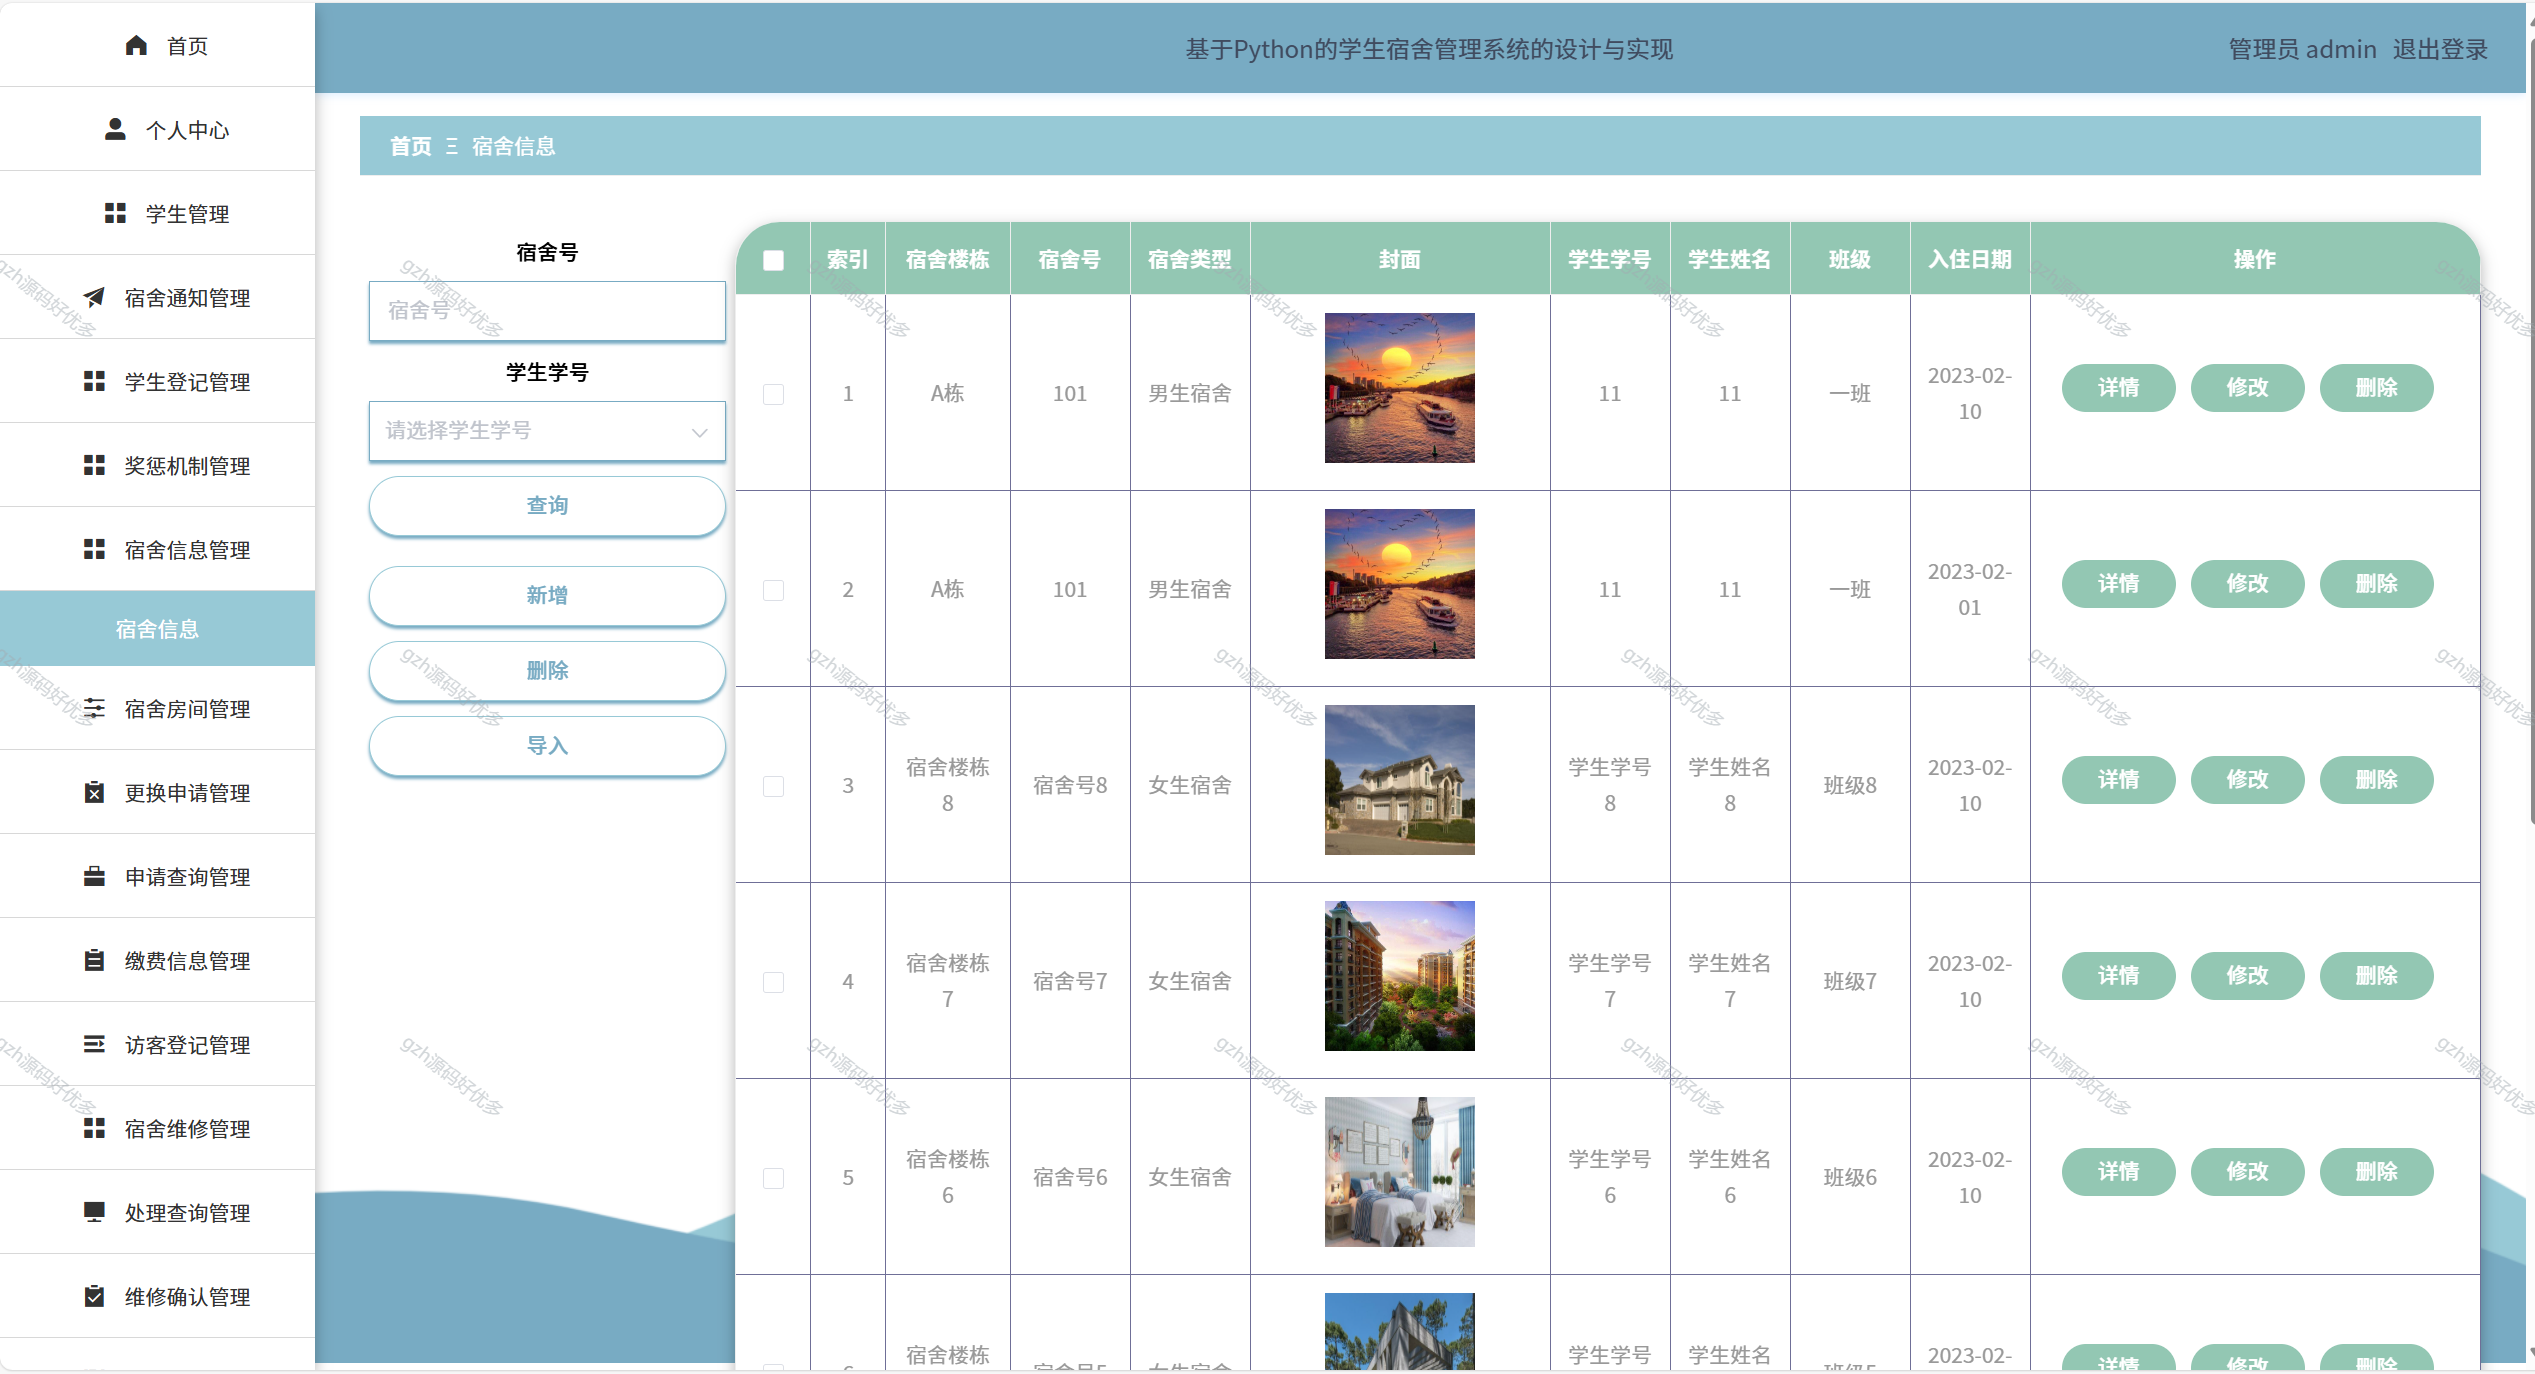 首页
个人中心
学生管理
宿舍通知管理
学生登记管理
奖惩机制管理
宿舍信息管理
宿舍信息
宿舍房间管理
更换申请管理
申请查询管理
缴费信息管理
访客登记管理
宿舍维修管理
处理查询管理
维修确认管理
基于Python的学生宿舍管理系统的设计与实现
管理员 admin 退出登录
首页 Ξ 宿舍信息
宿舍号
宿舍号
学生学号
请选择学生学号
查询
新增
删除
导入
索引 宿舍楼栋 宿舍号 宿舍类型 封面 学生学号 学生姓名 班级 入住日期 操作
1 A栋 101 男生宿舍 11 11 一班 2023-02-10 详情 修改 删除
2 A栋 101 男生宿舍 11 11 一班 2023-02-01 详情 修改 删除
3 宿舍楼栋8 宿舍号8 女生宿舍 学生学号8 学生姓名8 班级8 2023-02-10 详情 修改 删除
4 宿舍楼栋7 宿舍号7 女生宿舍 学生学号7 学生姓名7 班级7 2023-02-10 详情 修改 删除
5 宿舍楼栋6 宿舍号6 女生宿舍 学生学号6 学生姓名6 班级6 2023-02-10 详情 修改 删除
宿舍楼栋 宿舍号5 女生宿舍 学生学号 学生姓名 班级5 2023-02- 详情 修改 删除
gzh源码好优多